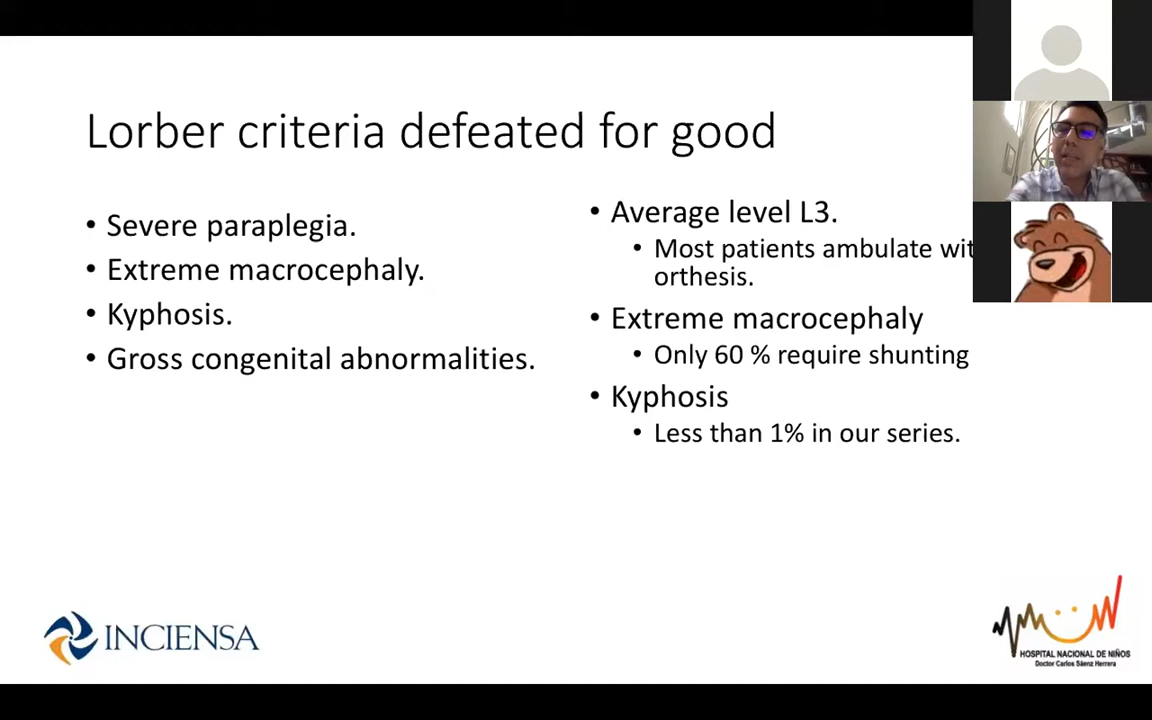 Lorber criteria defeated for good
• Severe paraplegia.
• Extreme macrocephaly.
• Kyphosis.
• Gross congenital abnormalities.
• Average level L3.
• Most patients ambulate
orthesis.
• Extreme macrocephaly
• Only 60 % require shunting
• Kyphosis
• Less than 1% in our series.
INCIENSA
HOSPITAL NACIONAL DE NIÑOS
Doctor Carlos Sáenz Herrera